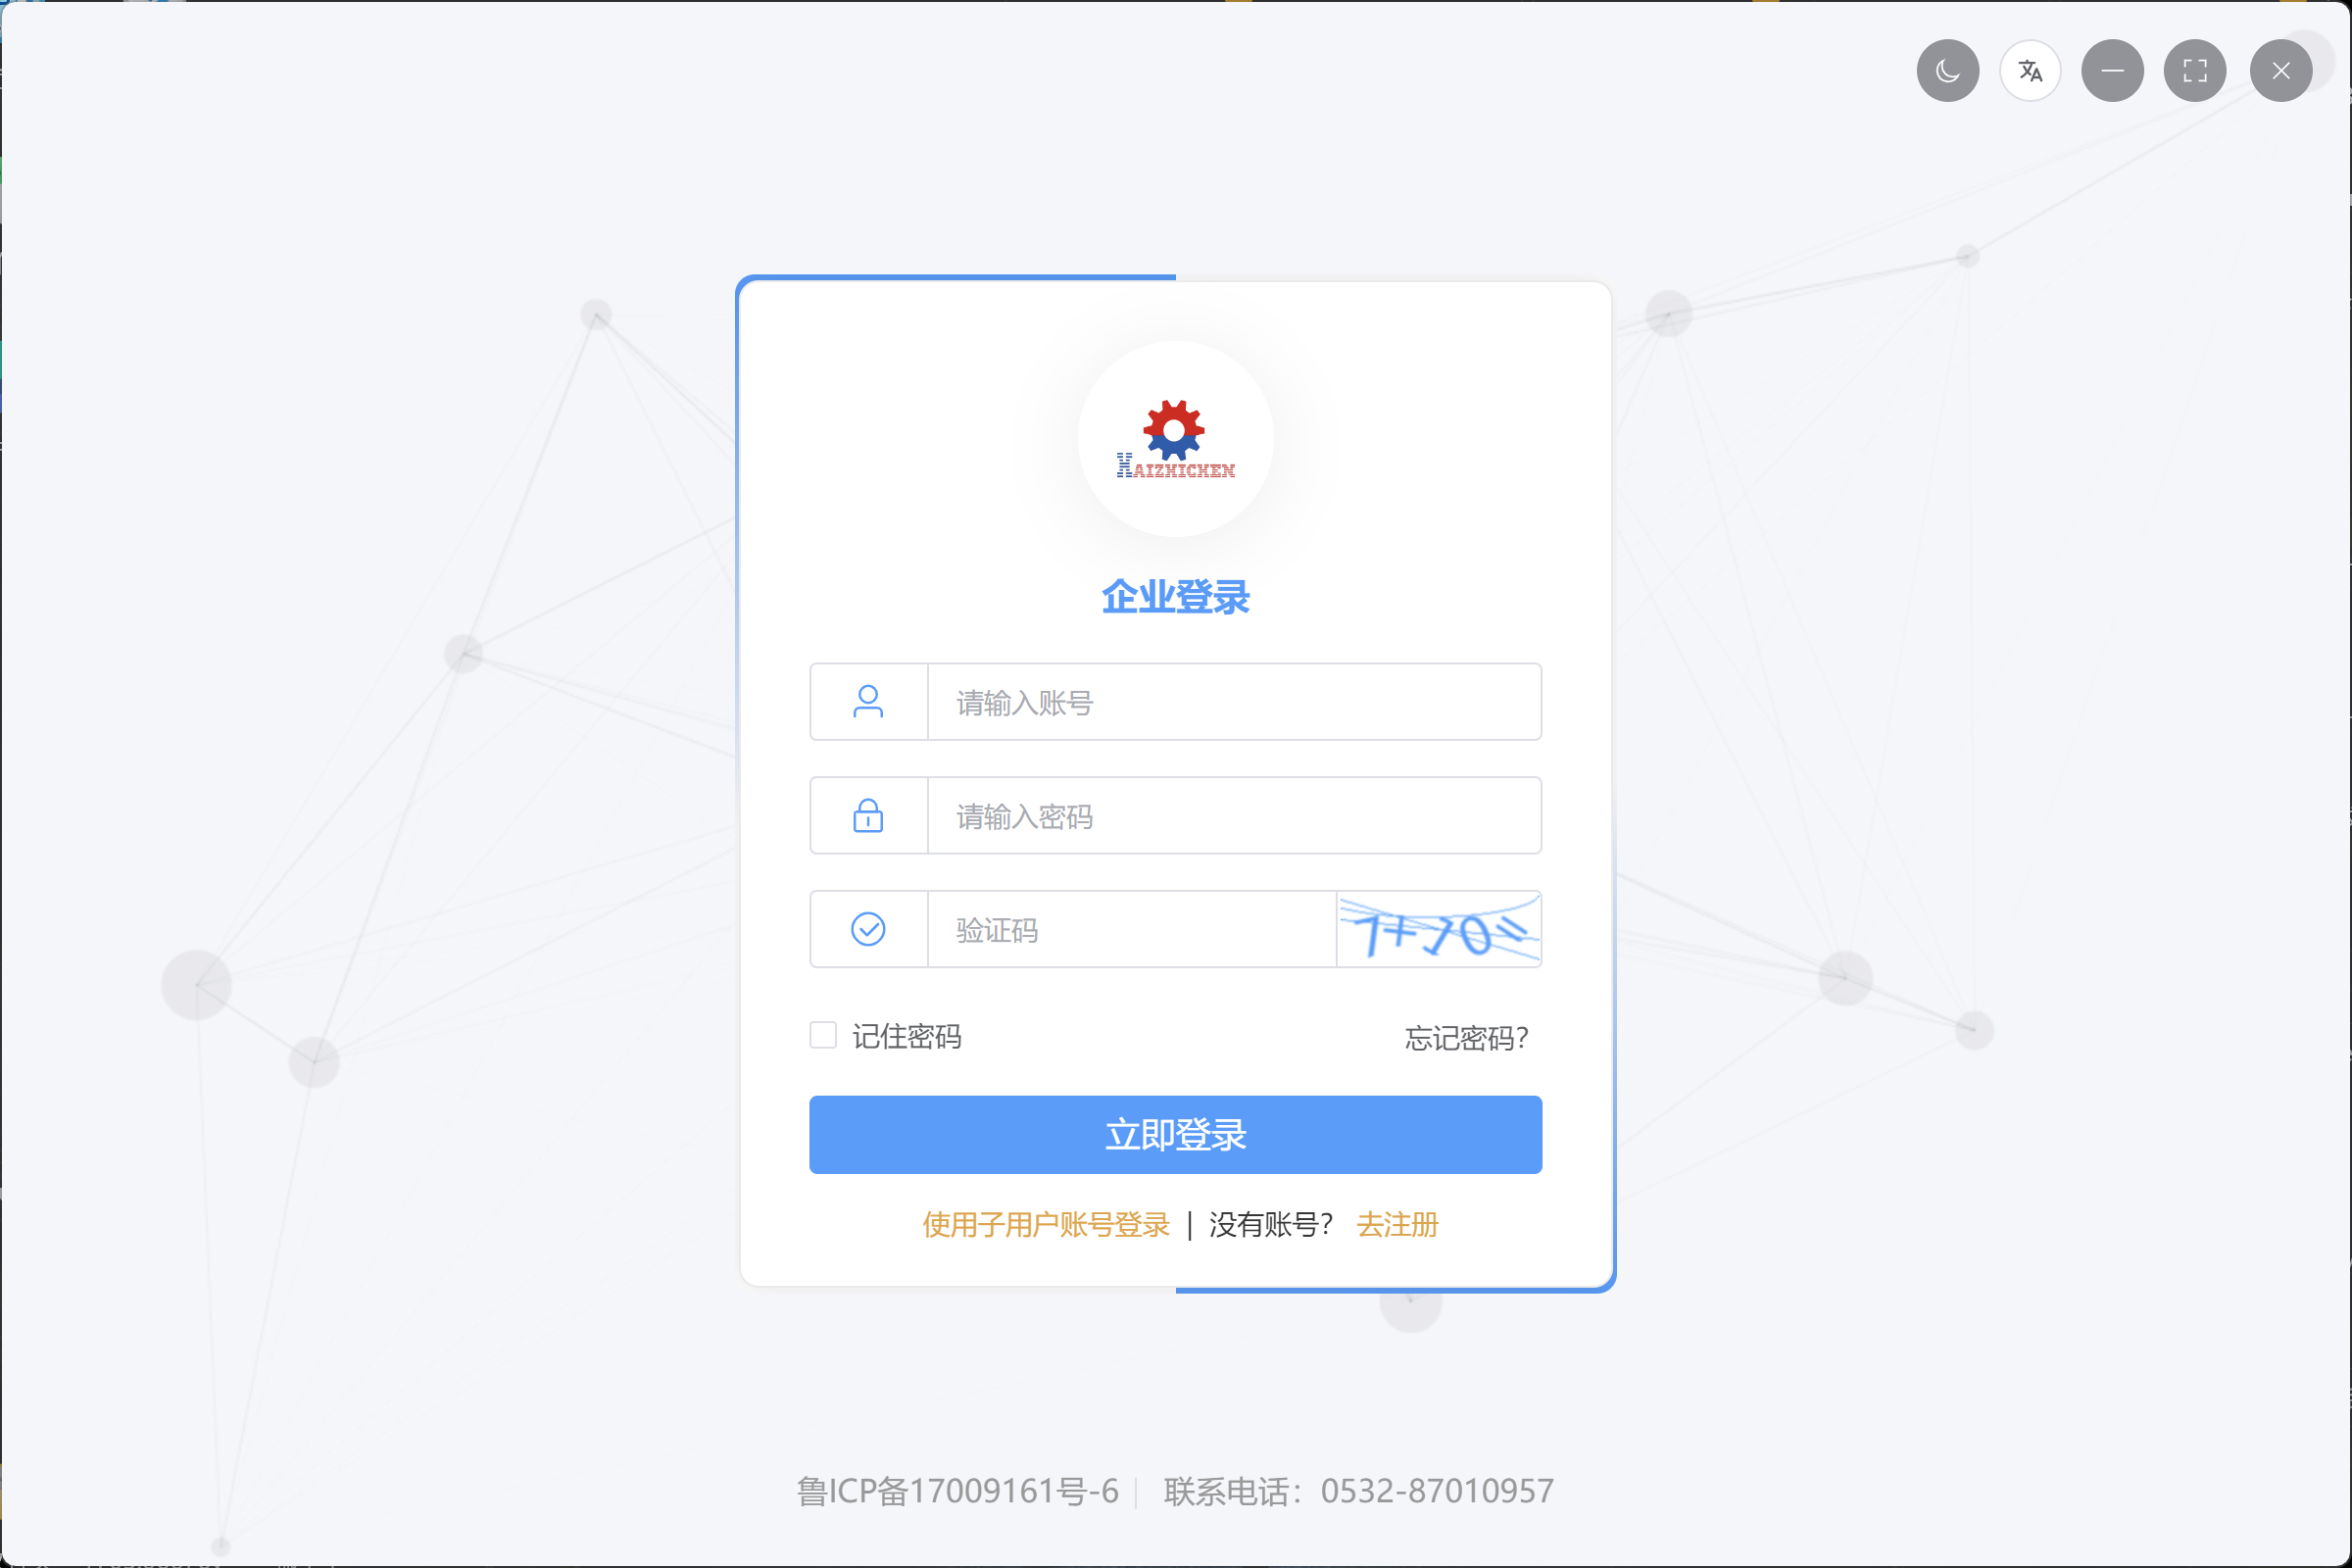 KAIZHICHEN
企业登录
请输入账号
请输入密码
验证码
7+10=
记住密码 忘记密码?
立即登录
使用子用户账号登录 | 没有账号? 去注册
鲁ICP备17009161号-6 | 联系电话：0532-87010957